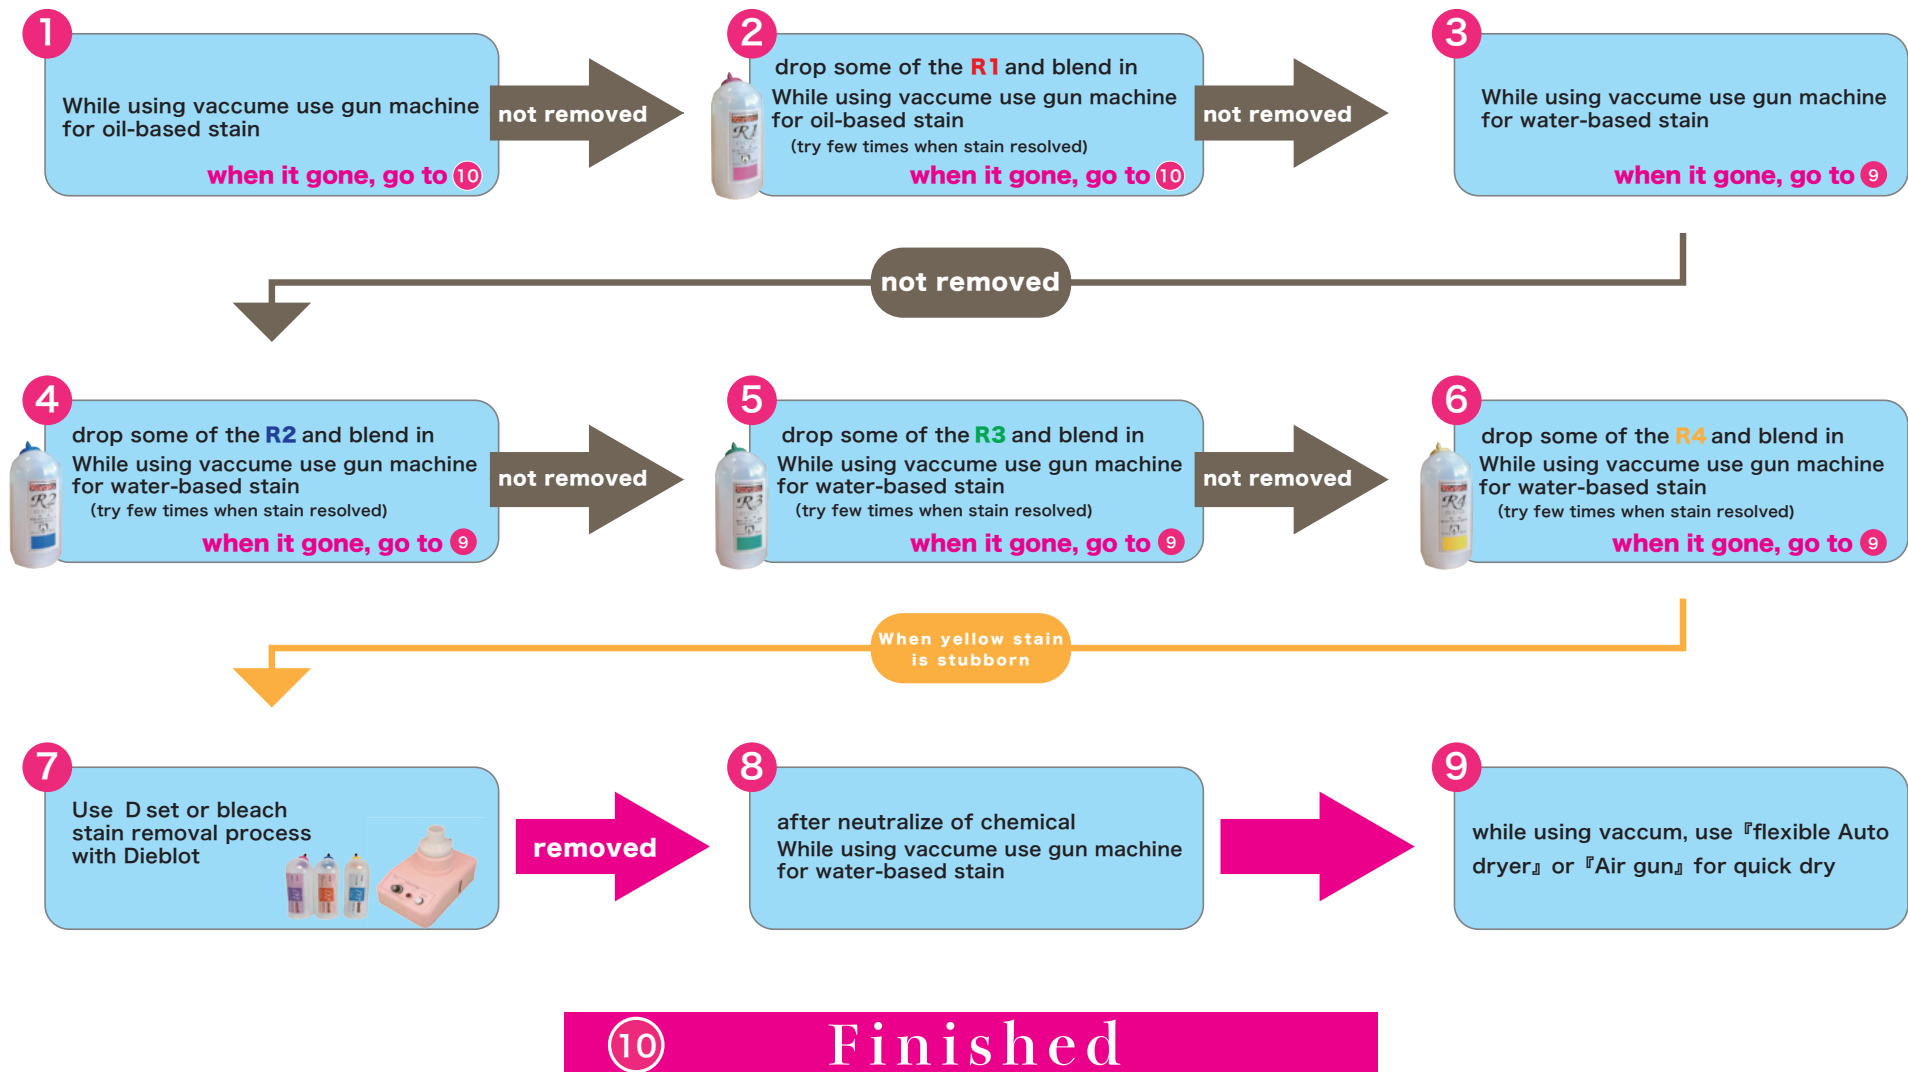 1
While using vaccume use gun machine
for oil-based stain
when it gone, go to 10
not removed
2
drop some of the R1 and blend in
While using vaccume use gun machine
for oil-based stain
(try few times when stain resolved)
when it gone, go to 10
R1
not removed
3
While using vaccume use gun machine
for water-based stain
when it gone, go to 9
not removed
4
drop some of the R2 and blend in
While using vaccume use gun machine
for water-based stain
(try few times when stain resolved)
when it gone, go to 9
R2
not removed
5
drop some of the R3 and blend in
While using vaccume use gun machine
for water-based stain
(try few times when stain resolved)
when it gone, go to 9
R3
not removed
6
drop some of the R4 and blend in
While using vaccume use gun machine
for water-based stain
(try few times when stain resolved)
when it gone, go to 9
R4
When yellow stain
is stubborn
7
Use D set or bleach
stain removal process
with Dieblot
removed
8
after neutralize of chemical
While using vaccume use gun machine
for water-based stain
9
while using vaccum, use『flexible Auto
dryer』or『Air gun』for quick dry
10 Finished